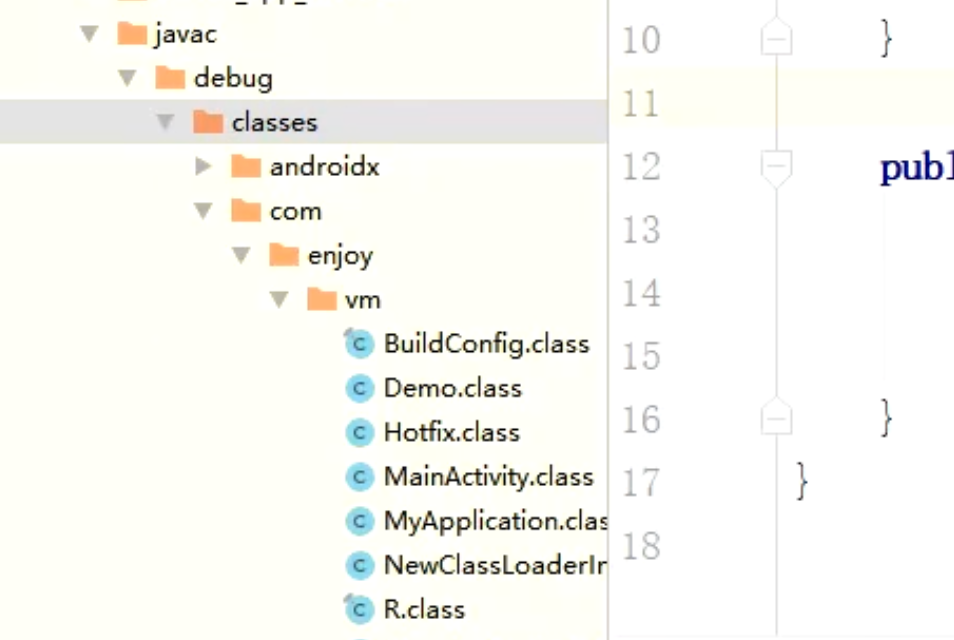 javac
debug
classes
androidx
com
enjoy
vm
BuildConfig.class
Demo.class
Hotfix.class
MainActivity.class
MyApplication.clas
NewClassLoaderIn
R.class
10 }
11
12 publ
13
14
15
16 }
17 }
18